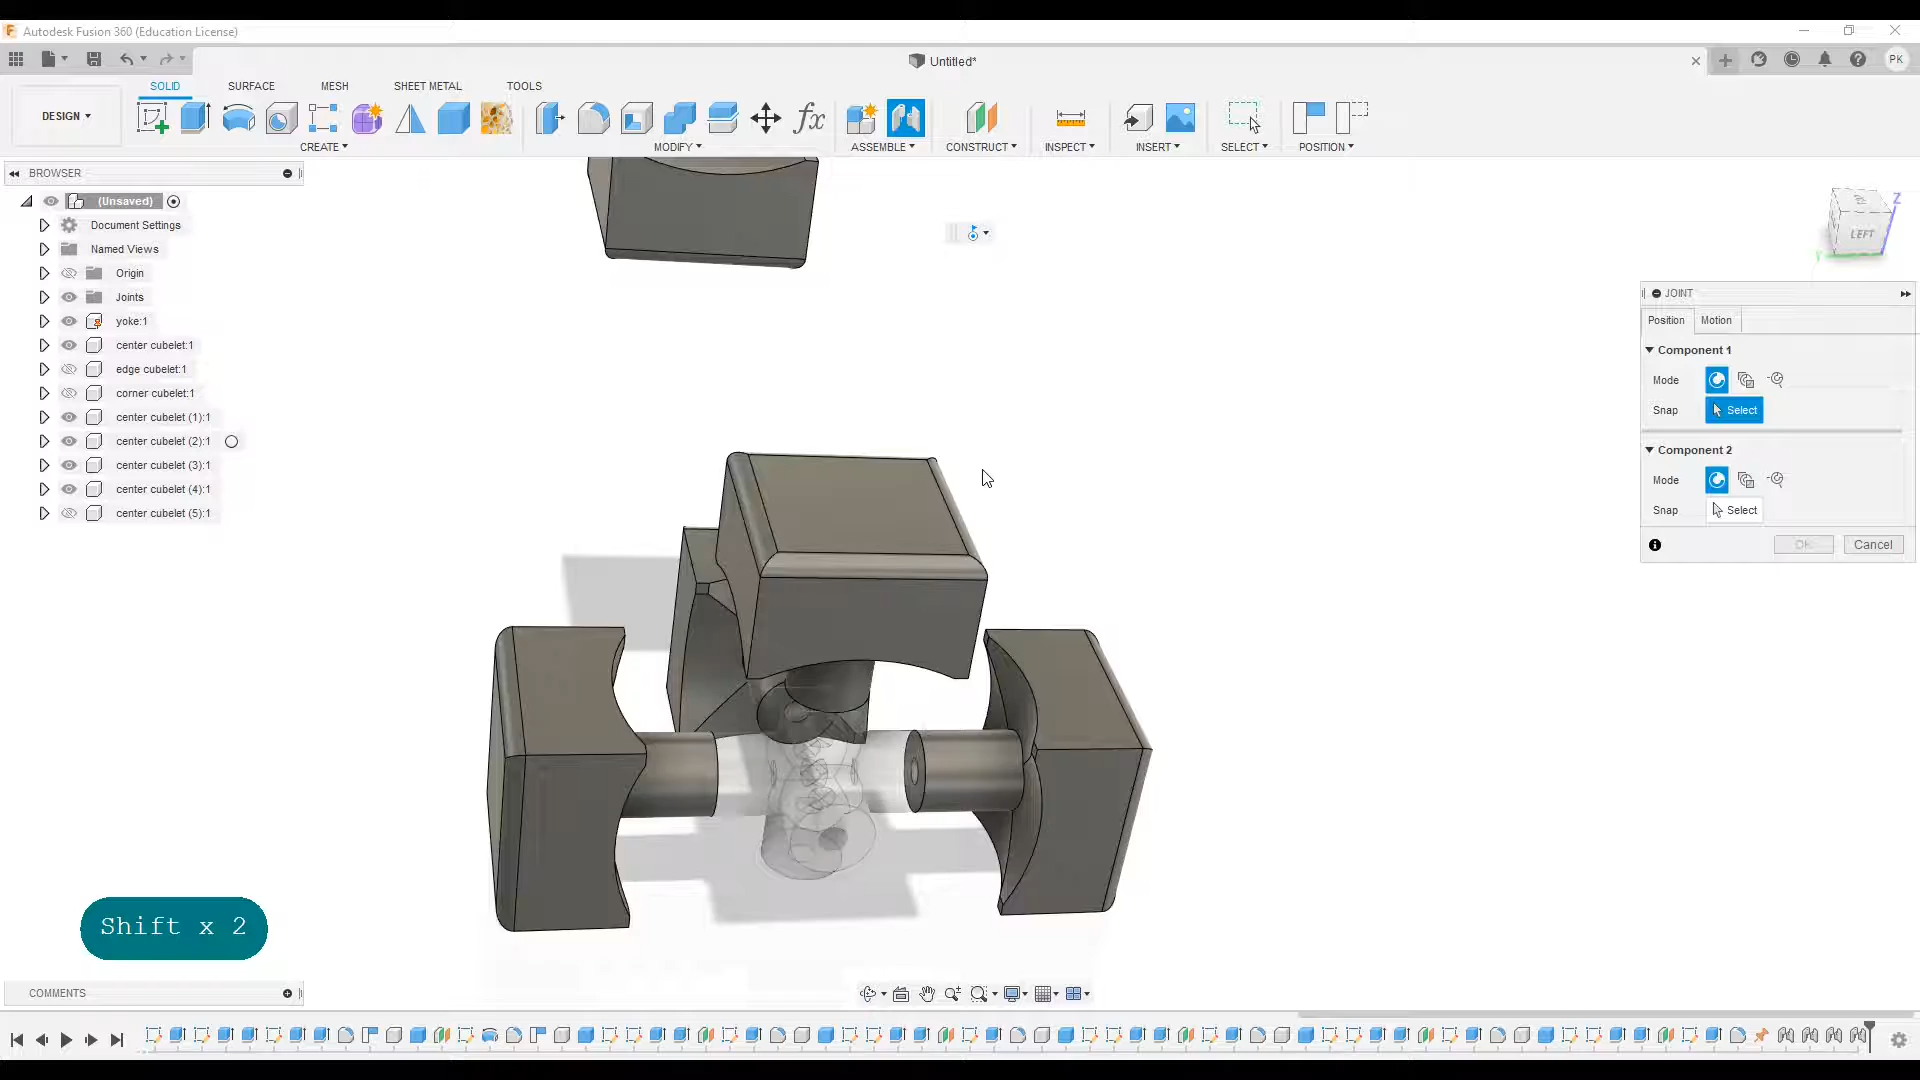 Autodesk Fusion 360 (Education License)
Untitled*
PK
SOLID SURFACE MESH SHEET METAL TOOLS
DESIGN
CREATE MODIFY ASSEMBLE CONSTRUCT INSPECT INSERT SELECT POSITION
BROWSER
(Unsaved)
Document Settings
Named Views
Origin
Joints
yoke:1
center cubelet:1
edge cubelet:1
corner cubelet:1
center cubelet (1):1
center cubelet (2):1
center cubelet (3):1
center cubelet (4):1
center cubelet (5):1
Z
LEFT
Y
JOINT
Position Motion
Component 1
Mode
Snap Select
Component 2
Mode
Snap Select
OK Cancel
Shift x 2
COMMENTS